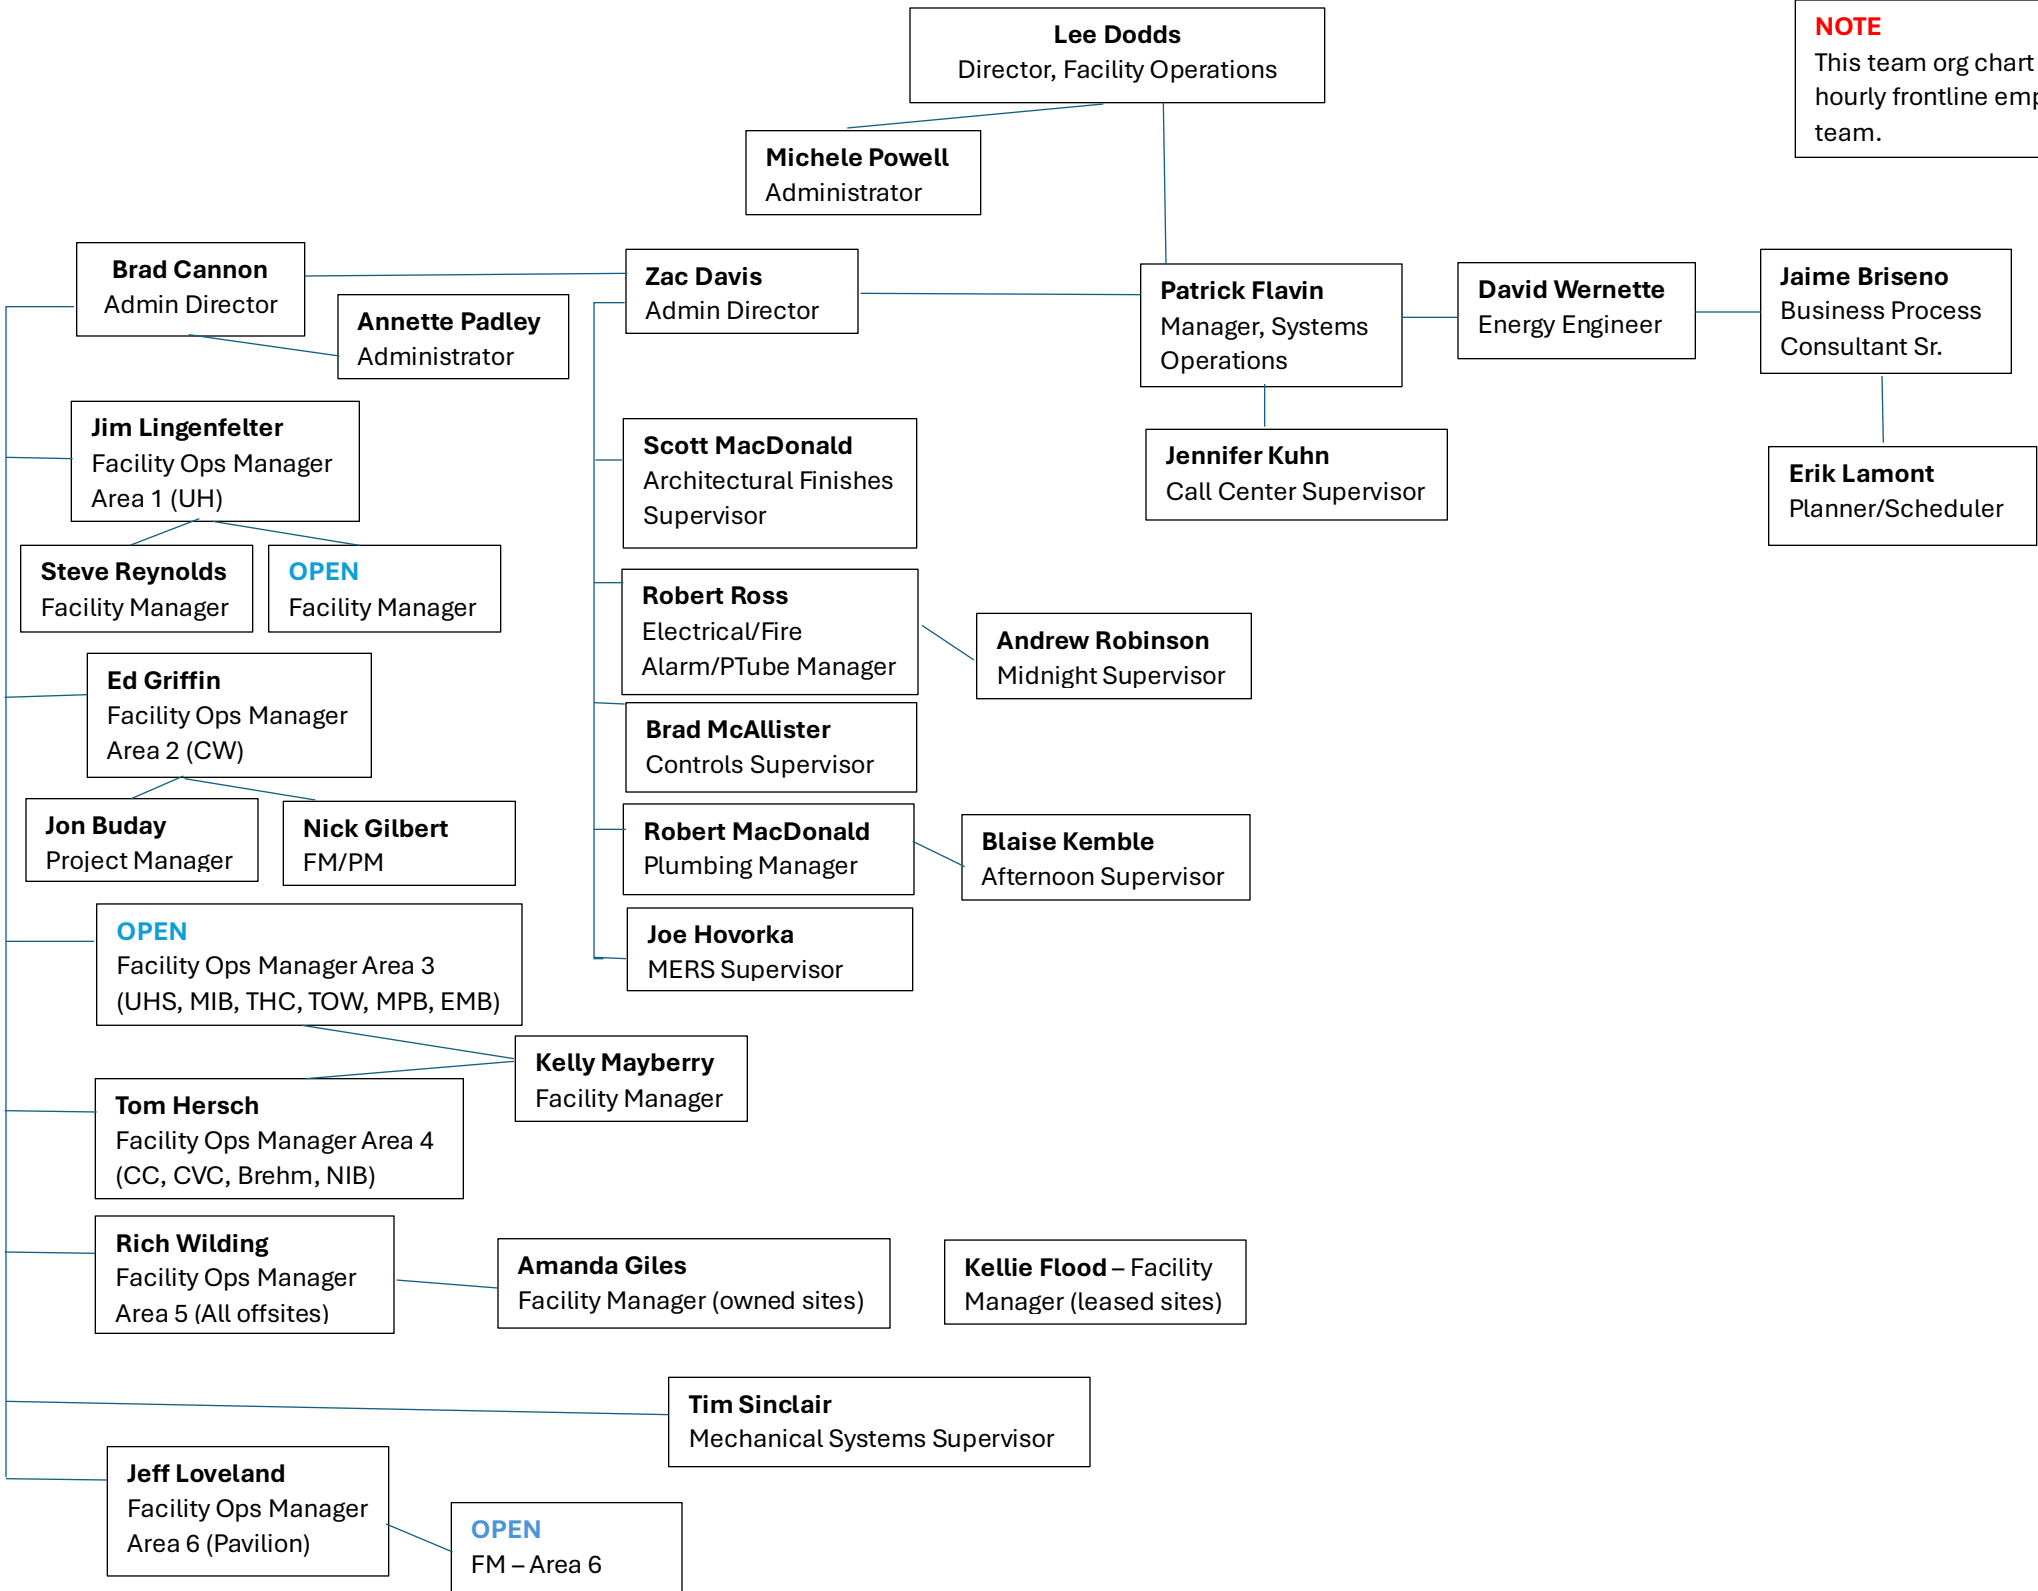 Lee Dodds
Director, Facility Operations
NOTE
This team org chart
hourly frontline
team.
Michele Powell
Administrator
Brad Cannon
Admin Director
Annette Padley
Administrator
Zac Davis
Admin Director
Patrick Flavin
Manager, Systems
Operations
David Wernette
Energy Engineer
Jaime Briseno
Business Process
Consultant Sr.
Jim Lingenfelter
Facility Ops Manager
Area 1 (UH)
Scott MacDonald
Architectural Finishes
Supervisor
Jennifer Kuhn
Call Center Supervisor
Erik Lamont
Planner/Scheduler
Steve Reynolds
Facility Manager
OPEN
Facility Manager
Robert Ross
Electrical/Fire
Alarm/PTube Manager
Andrew Robinson
Midnight Supervisor
Ed Griffin
Facility Ops Manager
Area 2 (CW)
Brad McAllister
Controls Supervisor
Jon Buday
Project Manager
Nick Gilbert
FM/PM
Robert MacDonald
Plumbing Manager
Blaise Kemble
Afternoon Supervisor
OPEN
Facility Ops Manager Area 3
(UHS, MIB, THC, TOW, MPB, EMB)
Joe Hovorka
MERS Supervisor
Kelly Mayberry
Facility Manager
Tom Hersch
Facility Ops Manager Area 4
(CC, CVC, Brehm, NIB)
Rich Wilding
Facility Ops Manager
Area 5 (All offsites)
Amanda Giles
Facility Manager (owned sites)
Kellie Flood – Facility
Manager (leased sites)
Tim Sinclair
Mechanical Systems Supervisor
Jeff Loveland
Facility Ops Manager
Area 6 (Pavilion)
OPEN
FM – Area 6